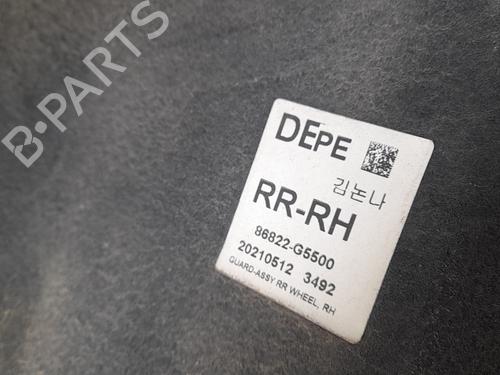 B-PARTS
DEPE
김논나
RR-RH
86822-G5500
20210512 3492
GUARD-ASSY RR WHEEL, RH